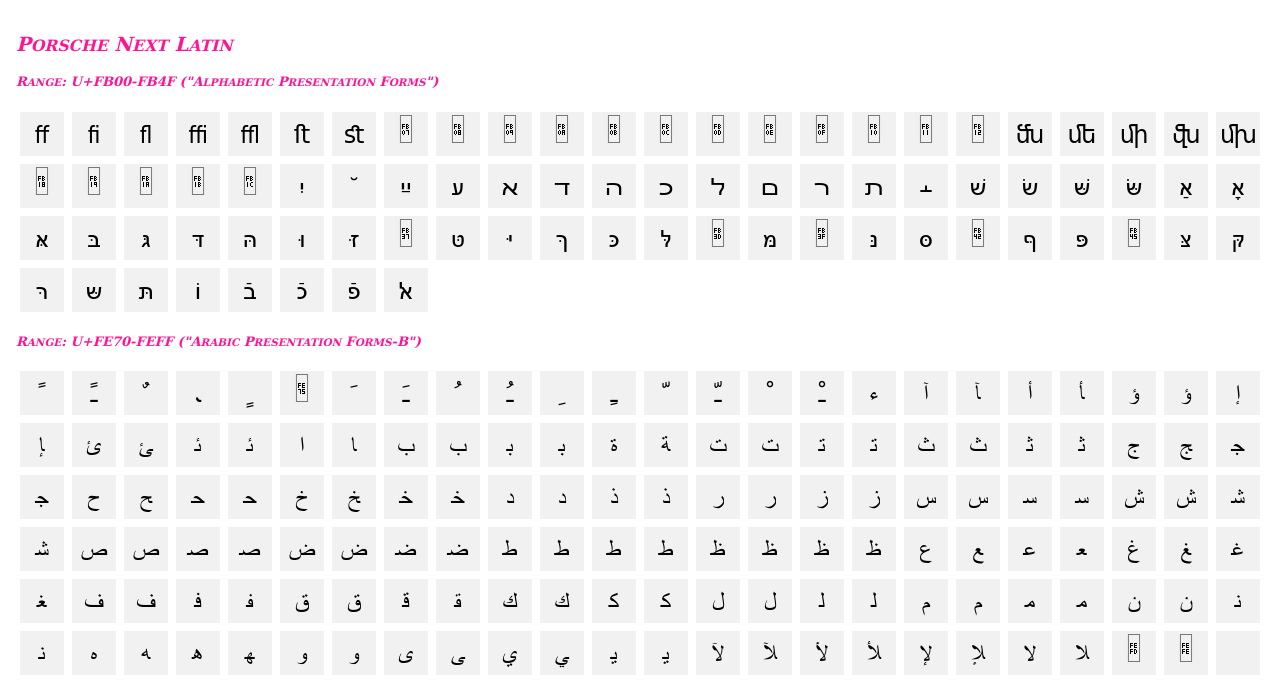 Porsche Next Latin
Range: U+FB00-FB4F ("Alphabetic Presentation Forms")
ﬀ ﬁ ﬂ ﬃ ﬄ ﬅ ﬆ FB07 FB08 FB09 FB0A FB0B FB0C FB0D FB0E FB0F FB10 FB11 FB12 ﬓ ﬔ ﬕ ﬖ ﬗ
FB18 FB19 FB1A FB1B FB1C יִ ﬞ ײַ ﬠ ﬡ ﬢ ﬣ ﬤ ﬥ ﬦ ﬧ ﬨ ﬩ שׁ שׂ שּׁ שּׂ אַ אָ
אּ בּ גּ דּ הּ וּ זּ FB37 טּ יּ ךּ כּ לּ FB3D מּ FB3F נּ סּ FB42 ףּ פּ FB45 צּ קּ
רּ שּ תּ וֹ בֿ כֿ פֿ ﭏ
Range: U+FE70-FEFF ("Arabic Presentation Forms-B")
ﹰ ﹱ ﹲ ﹳ ﹴ FE75 ﹶ ﹷ ﹸ ﹹ ﹺ ﹻ ﹼ ﹽ ﹾ ﹿ ﺀ ﺁ ﺂ ﺃ ﺄ ﺅ ﺆ ﺇ
ﺈ ﺉ ﺊ ﺋ ﺌ ﺍ ﺎ ﺏ ﺐ ﺑ ﺒ ﺓ ﺔ ﺕ ﺖ ﺗ ﺘ ﺙ ﺚ ﺛ ﺜ ﺝ ﺞ ﺟ
ﺠ ﺡ ﺢ ﺣ ﺤ ﺥ ﺦ ﺧ ﺨ ﺩ ﺪ ﺫ ﺬ ﺭ ﺮ ﺯ ﺰ ﺱ ﺲ ﺳ ﺴ ﺵ ﺶ ﺷ
ﺸ ﺹ ﺺ ﺻ ﺼ ﺽ ﺾ ﺿ ﻀ ﻁ ﻂ ﻃ ﻄ ﻅ ﻆ ﻇ ﻈ ﻉ ﻊ ﻋ ﻌ ﻍ ﻎ ﻏ
ﻐ ﻑ ﻒ ﻓ ﻔ ﻕ ﻖ ﻗ ﻘ ﻙ ﻚ ﻛ ﻜ ﻝ ﻞ ﻟ ﻠ ﻡ ﻢ ﻣ ﻤ ﻥ ﻦ ﻧ
ﻨ ﻩ ﻪ ﻫ ﻬ ﻭ ﻮ ﻯ ﻰ ﻱ ﻲ ﻳ ﻴ ﻵ ﻶ ﻷ ﻸ ﻹ ﻺ ﻻ ﻼ FEFD FEFE